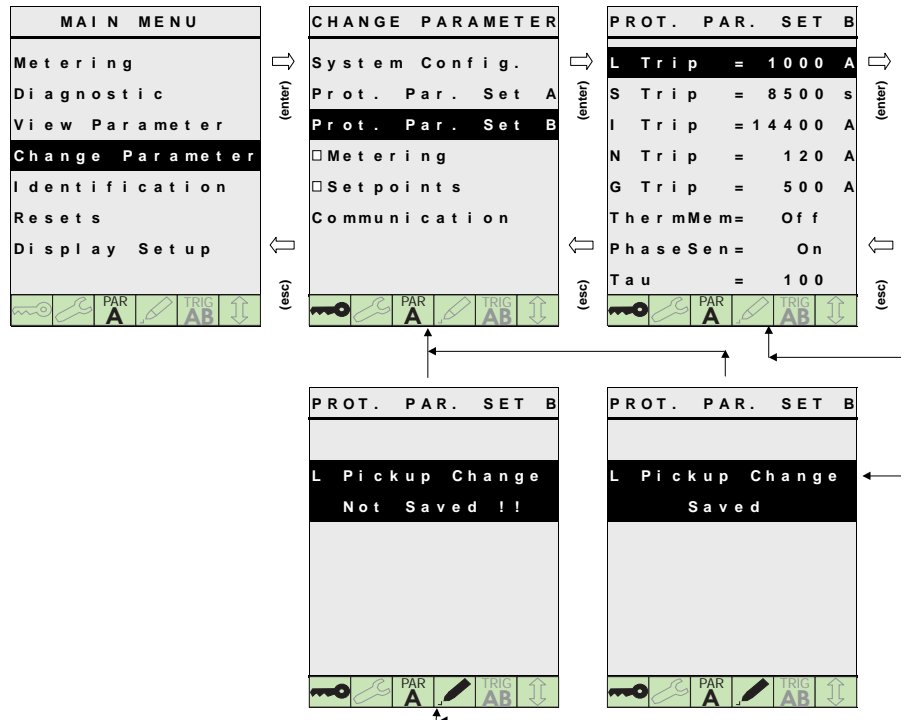 MAIN MENU
Metering
Diagnostic
View Parameter
Change Parameter
Identification
Resets
Display Setup
PAR
A
TRIG
AB
(enter)
(esc)
CHANGE PARAMETER
System Config.
Prot. Par. Set A
Prot. Par. Set B
Metering
Setpoints
Communication
PAR
A
TRIG
AB
(enter)
(esc)
PROT. PAR. SET B
L Trip = 1000 A
S Trip = 8500 s
I Trip =14400 A
N Trip = 120 A
G Trip = 500 A
ThermMem= Off
PhaseSen= On
Tau = 100
PAR
A
TRIG
AB
(enter)
(esc)
PROT. PAR. SET B
L Pickup Change
Not Saved !!
PAR
A
TRIG
AB
PROT. PAR. SET B
L Pickup Change
Saved
PAR
A
TRIG
AB